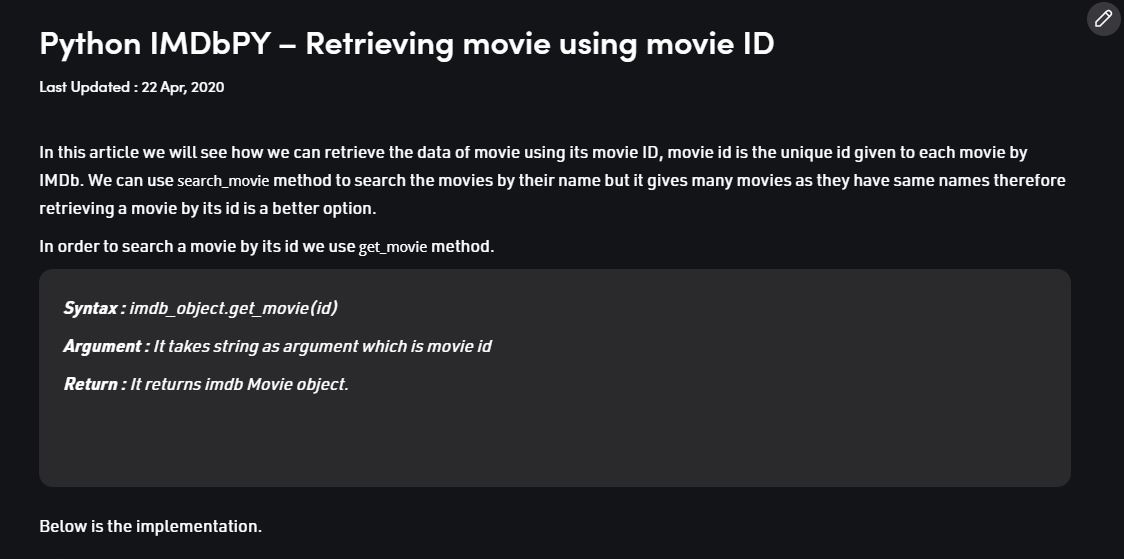 Python IMDbPY – Retrieving movie using movie ID
Last Updated : 22 Apr, 2020
In this article we will see how we can retrieve the data of movie using its movie ID, movie id is the unique id given to each movie by
IMDb. We can use search_movie method to search the movies by their name but it gives many movies as they have same names therefore
retrieving a movie by its id is a better option.
In order to search a movie by its id we use get_movie method.
Syntax : imdb_object.get_movie(id)
Argument : It takes string as argument which is movie id
Return : It returns imdb Movie object.
Below is the implementation.